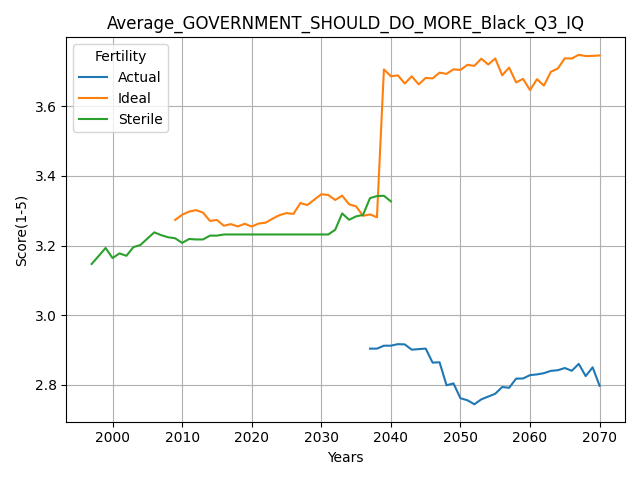 Average_GOVERNMENT_SHOULD_DO_MORE_Black_Q3_IQ
Fertility
Actual
Ideal
Sterile
Score(1-5)
3.6
3.4
3.2
3.0
2.8
2000 2010 2020 2030 2040 2050 2060 2070
Years